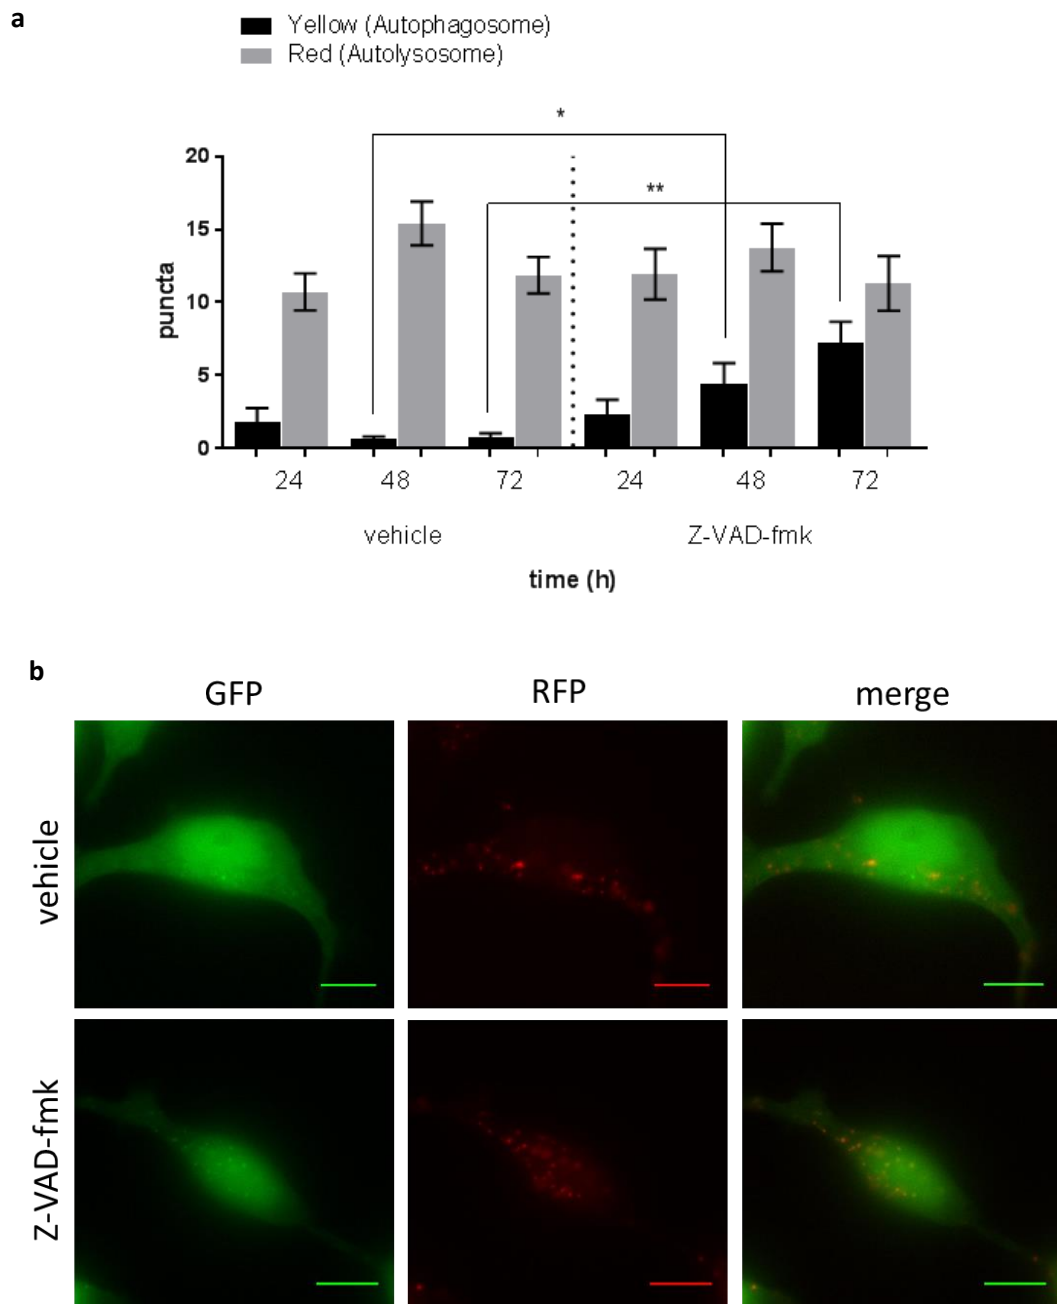 a
Yellow (Autophagosome)
Red (Autolysosome)
*
**
20
15
10
5
0
puncta
24 48 72 24 48 72
vehicle Z-VAD-fmk
time (h)
b
GFP RFP merge
vehicle
Z-VAD-fmk